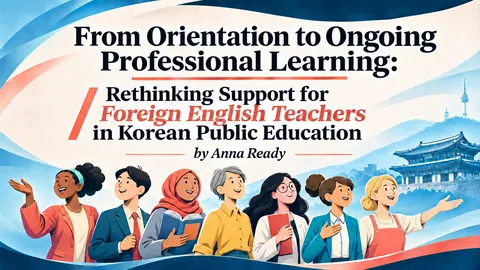 From Orientation to Ongoing
Professional Learning:
Rethinking Support for
Foreign English Teachers
in Korean Public Education
by Anna Ready